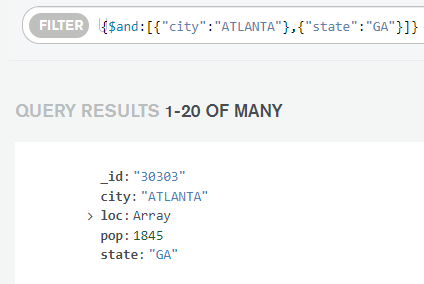 FILTER {$and:[{"city":"ATLANTA"},{"state":"GA"}]}
QUERY RESULTS 1-20 OF MANY
_id: "30303"
city: "ATLANTA"
> loc: Array
pop: 1845
state: "GA"